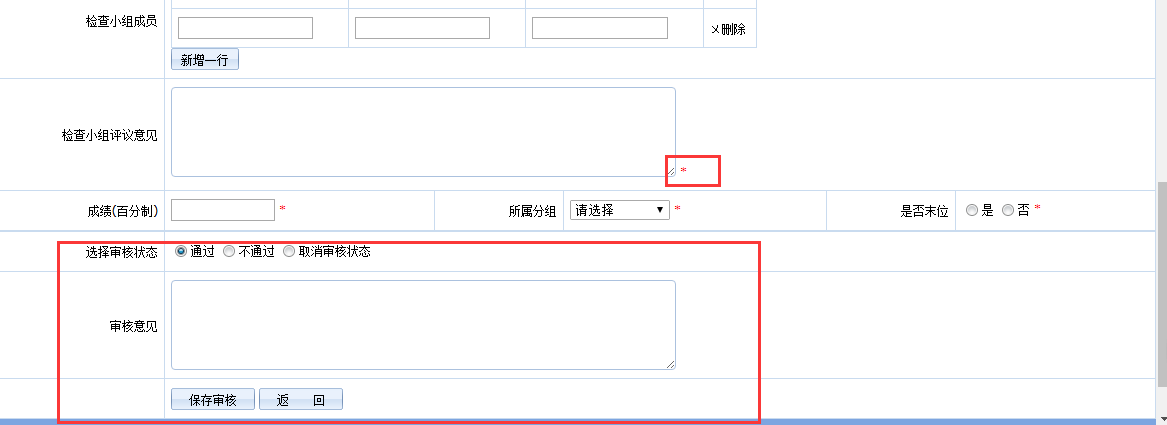 检查小组成员
删除
新增一行
检查小组评议意见
*
成绩(百分制) * 所属分组 请选择 * 是否末位 是 否 *
选择审核状态 通过 不通过 取消审核状态
审核意见
保存审核 返 回